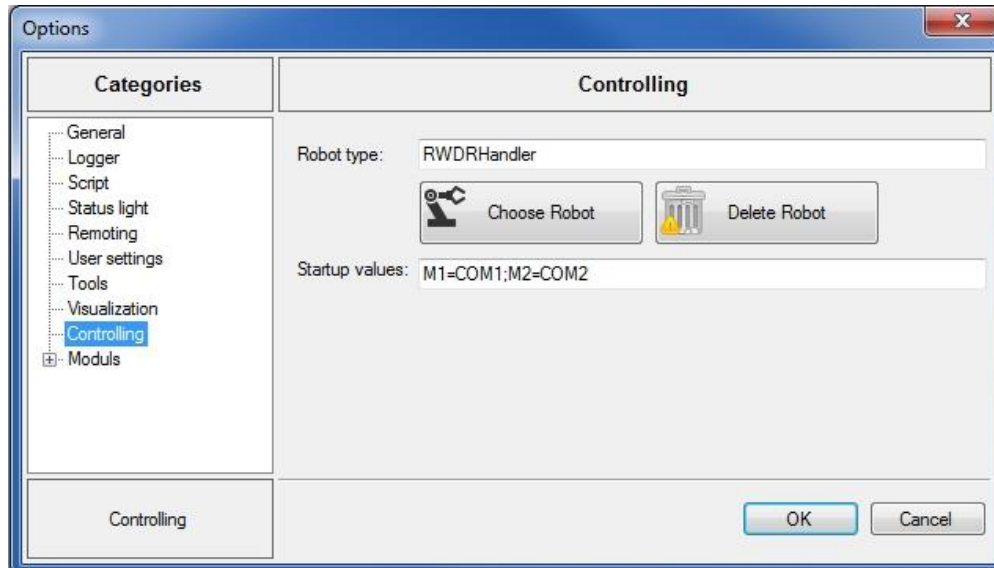 Options
Categories
Controlling
General
Logger
Script
Status light
Remoting
User settings
Tools
Visualization
Controlling
Moduls
Robot type: RWDRHandler
Choose Robot Delete Robot
Startup values: M1=COM1;M2=COM2
Controlling
OK Cancel